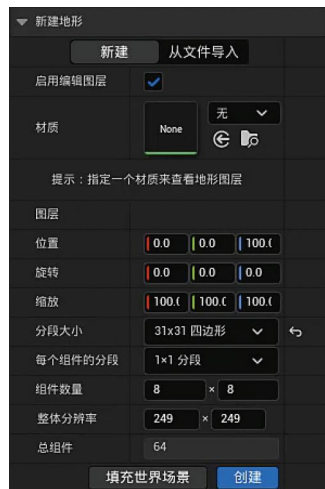 新建地形
新建 从文件导入
启用编辑图层
材质 None 无
提示：指定一个材质来查看地形图层
图层
位置 0.0 0.0 100.(
旋转 0.0 0.0 0.0
缩放 100.( 100.( 100.(
分段大小 31x31 四边形
每个组件的分段 1×1 分段
组件数量 8 × 8
整体分辨率 249 × 249
总组件 64
填充世界场景 创建